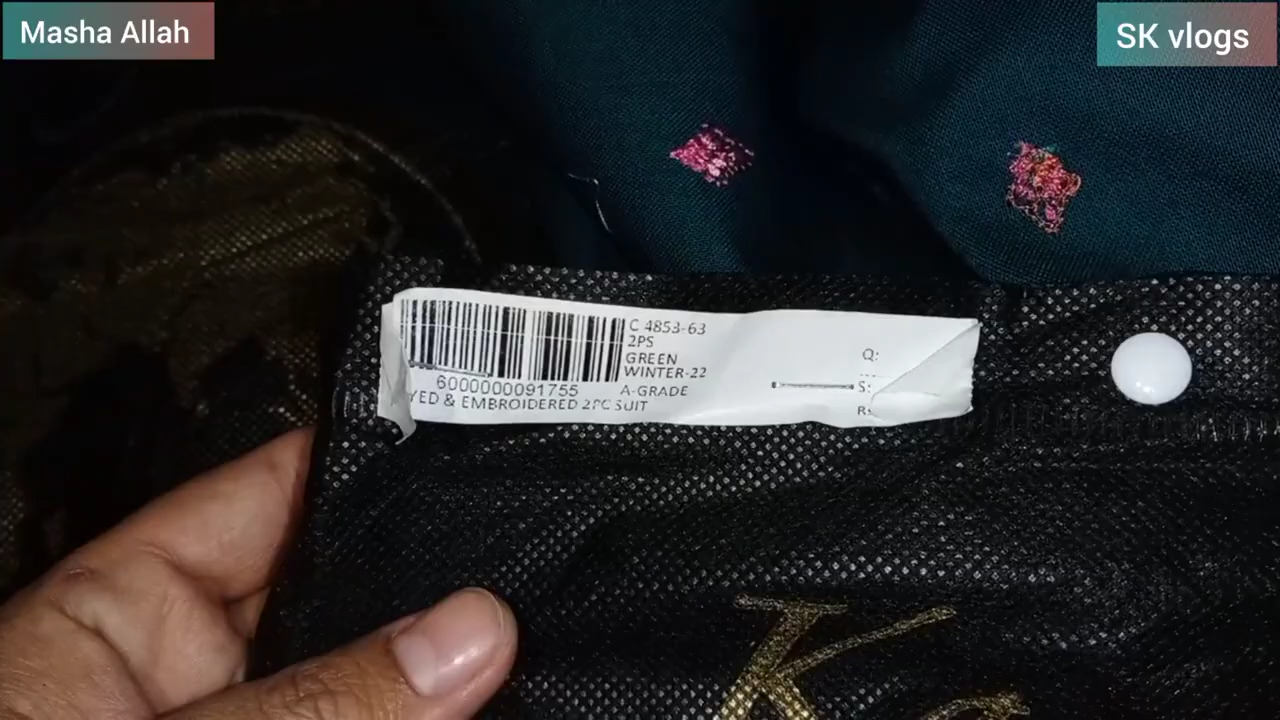 Masha Allah
SK vlogs
C 4853-63
2PS
GREEN
WINTER-22
6000000091755
A-GRADE
YED & EMBROIDERED 2PC SUIT
Q:
S: